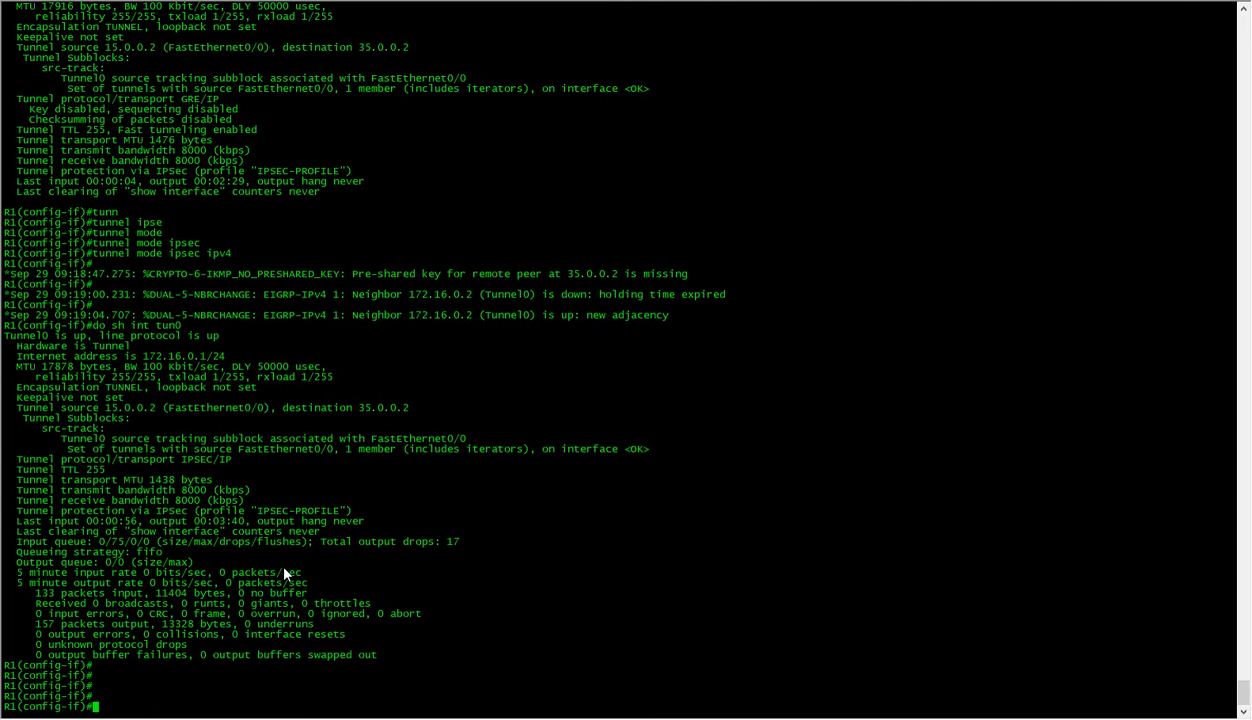 MTU 17916 bytes, BW 100 Kbit/sec, DLY 50000 usec,
reliability 255/255, txload 1/255, rxload 1/255
Encapsulation TUNNEL, loopback not set
Keepalive not set
Tunnel source 15.0.0.2 (FastEthernet0/0), destination 35.0.0.2
Tunnel Subblocks:
src-track:
Tunnel0 source tracking subblock associated with FastEthernet0/0
Set of tunnels with source FastEthernet0/0, 1 member (includes iterators), on interface <OK>
Tunnel protocol/transport GRE/IP
Key disabled, sequencing disabled
Checksumming of packets disabled
Tunnel TTL 255, Fast tunneling enabled
Tunnel transport MTU 1476 bytes
Tunnel transmit bandwidth 8000 (kbps)
Tunnel receive bandwidth 8000 (kbps)
Tunnel protection via IPSec (profile "IPSEC-PROFILE")
Last input 00:00:04, output 00:02:29, output hang never
Last clearing of "show interface" counters never
R1(config-if)#tunn
R1(config-if)#tunnel ipse
R1(config-if)#tunnel mode
R1(config-if)#tunnel mode ipsec
R1(config-if)#tunnel mode ipsec ipv4
R1(config-if)#
*Sep 29 09:18:47.275: %CRYPTO-6-IKMP_NO_PRESHARED_KEY: Pre-shared key for remote peer at 35.0.0.2 is missing
R1(config-if)#
*Sep 29 09:19:00.231: %DUAL-5-NBRCHANGE: EIGRP-IPv4 1: Neighbor 172.16.0.2 (Tunnel0) is down: holding time expired
R1(config-if)#
*Sep 29 09:19:04.707: %DUAL-5-NBRCHANGE: EIGRP-IPv4 1: Neighbor 172.16.0.2 (Tunnel0) is up: new adjacency
R1(config-if)#do sh int tun0
Tunnel0 is up, line protocol is up
Hardware is Tunnel
Internet address is 172.16.0.1/24
MTU 17878 bytes, BW 100 Kbit/sec, DLY 50000 usec,
reliability 255/255, txload 1/255, rxload 1/255
Encapsulation TUNNEL, loopback not set
Keepalive not set
Tunnel source 15.0.0.2 (FastEthernet0/0), destination 35.0.0.2
Tunnel Subblocks:
src-track:
Tunnel0 source tracking subblock associated with FastEthernet0/0
Set of tunnels with source FastEthernet0/0, 1 member (includes iterators), on interface <OK>
Tunnel protocol/transport IPSEC/IP
Tunnel TTL 255
Tunnel transport MTU 1438 bytes
Tunnel transmit bandwidth 8000 (kbps)
Tunnel receive bandwidth 8000 (kbps)
Tunnel protection via IPSec (profile "IPSEC-PROFILE")
Last input 00:00:56, output 00:03:40, output hang never
Last clearing of "show interface" counters never
Input queue: 0/75/0/0 (size/max/drops/flushes); Total output drops: 17
Queueing strategy: fifo
Output queue: 0/0 (size/max)
5 minute input rate 0 bits/sec, 0 packets/sec
5 minute output rate 0 bits/sec, 0 packets/sec
133 packets input, 11404 bytes, 0 no buffer
Received 0 broadcasts, 0 runts, 0 giants, 0 throttles
0 input errors, 0 CRC, 0 frame, 0 overrun, 0 ignored, 0 abort
157 packets output, 13328 bytes, 0 underruns
0 output errors, 0 collisions, 0 interface resets
0 unknown protocol drops
0 output buffer failures, 0 output buffers swapped out
R1(config-if)#
R1(config-if)#
R1(config-if)#
R1(config-if)#
R1(config-if)#